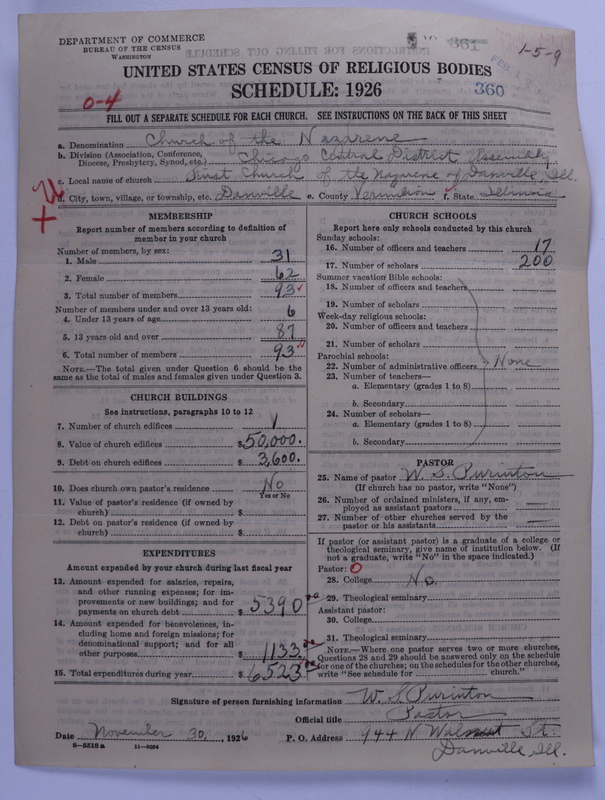 DEPARTMENT OF COMMERCE
BUREAU OF THE CENSUS
WASHINGTON
361
1-5-9
UNITED STATES CENSUS OF RELIGIOUS BODIES
SCHEDULE: 1926
360
0-4
FILL OUT A SEPARATE SCHEDULE FOR EACH CHURCH. SEE INSTRUCTIONS ON THE BACK OF THIS SHEET
a. Denomination Church of the Nazarene
b. Division (Association, Conference, Diocese, Presbytery, Synod, etc.) Chicago Central District Assembly
c. Local name of church First Church of the Nazarene of Danville, Ill.
d. City, town, village, or township, etc. Danville e. County Vermilion f. State Illinois
MEMBERSHIP
Report number of members according to definition of member in your church
Number of members, by sex:
1. Male 31
2. Female 62
3. Total number of members 93
Number of members under and over 13 years old:
4. Under 13 years of age 6
5. 13 years old and over 87
6. Total number of members 93
NOTE.—The total given under Question 6 should be same as the total of males and females given under Question 3.
CHURCH BUILDINGS
See instructions, paragraphs 10 to 12
7. Number of church edifices 1
8. Value of church edifices $50,000.
9. Debt on church edifices $3,600.
10. Does church own pastor's residence No
Yes or No
11. Value of pastor's residence (if owned by church) $
12. Debt on pastor's residence (if owned by church) $
EXPENDITURES
Amount expended by your church during last fiscal year
13. Amount expended for salaries, repairs, and other running expenses; for improvements or new buildings; and for payments on church debt $5390
14. Amount expended for benevolences, including home and foreign missions; for denominational support; and for all other purposes $1133.
15. Total expenditures during year $6523
CHURCH SCHOOLS
Report here only schools conducted by this church
Sunday schools:
16. Number of officers and teachers 17
17. Number of scholars 200
Summer vacation Bible schools:
18. Number of officers and teachers
19. Number of scholars
Week-day religious schools:
20. Number of officers and teachers
21. Number of scholars
Parochial schools:
22. Number of administrative officers None
23. Number of teachers—
a. Elementary (grades 1 to 8)
b. Secondary
24. Number of scholars—
a. Elementary (grades 1 to 8)
b. Secondary
PASTOR
25. Name of pastor W. S. Purinton
(If church has no pastor, write "None")
26. Number of ordained ministers, if any, employed as assistant pastors —
27. Number of other churches served by the pastor or his assistants —
If pastor (or assistant pastor) is a graduate of a college or theological seminary, give name of institution below. (If not a graduate, write "No" in the space indicated.)
Pastor: 0
28. College No.
29. Theological seminary
Assistant pastor:
30. College
31. Theological seminary
NOTE.—Where one pastor serves two or more churches, Questions 28 and 29 should be answered only on the schedule for one of the churches; on the schedules for the other churches, write "See schedule for church."
Signature of person furnishing information W. S. Purinton
Official title Pastor
Date November 30, 1926 P. O. Address 944 N Walnut St.
Danville, Ill.
8—5518 a 11—9034